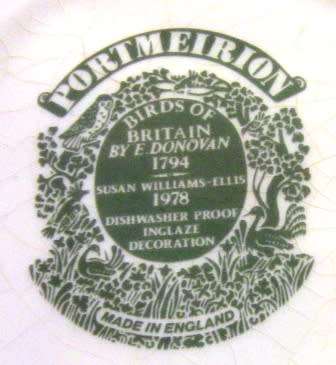 PORTMEIRION
BIRDS OF
BRITAIN
BY E. DONOVAN
1794
SUSAN WILLIAMS-ELLIS
1978
DISHWASHER PROOF
INGLAZE
DECORATION
MADE IN ENGLAND